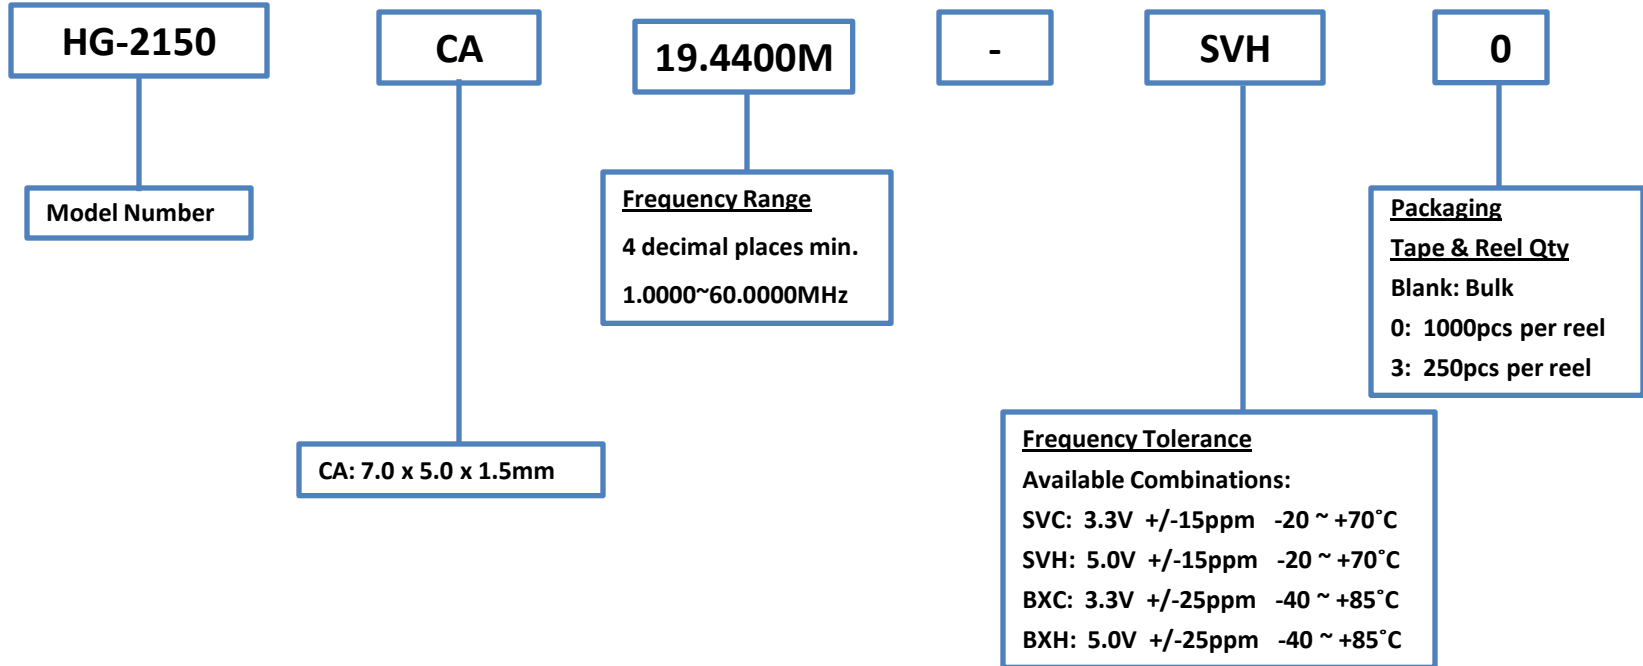 HG-2150
CA
19.4400M
-
SVH
0
Model Number
Frequency Range
4 decimal places min.
1.0000~60.0000MHz
Packaging
Tape & Reel Qty
Blank: Bulk
0: 1000pcs per reel
3: 250pcs per reel
CA: 7.0 x 5.0 x 1.5mm
Frequency Tolerance
Available Combinations:
SVC: 3.3V +/-15ppm -20 ~ +70˚C
SVH: 5.0V +/-15ppm -20 ~ +70˚C
BXC: 3.3V +/-25ppm -40 ~ +85˚C
BXH: 5.0V +/-25ppm -40 ~ +85˚C